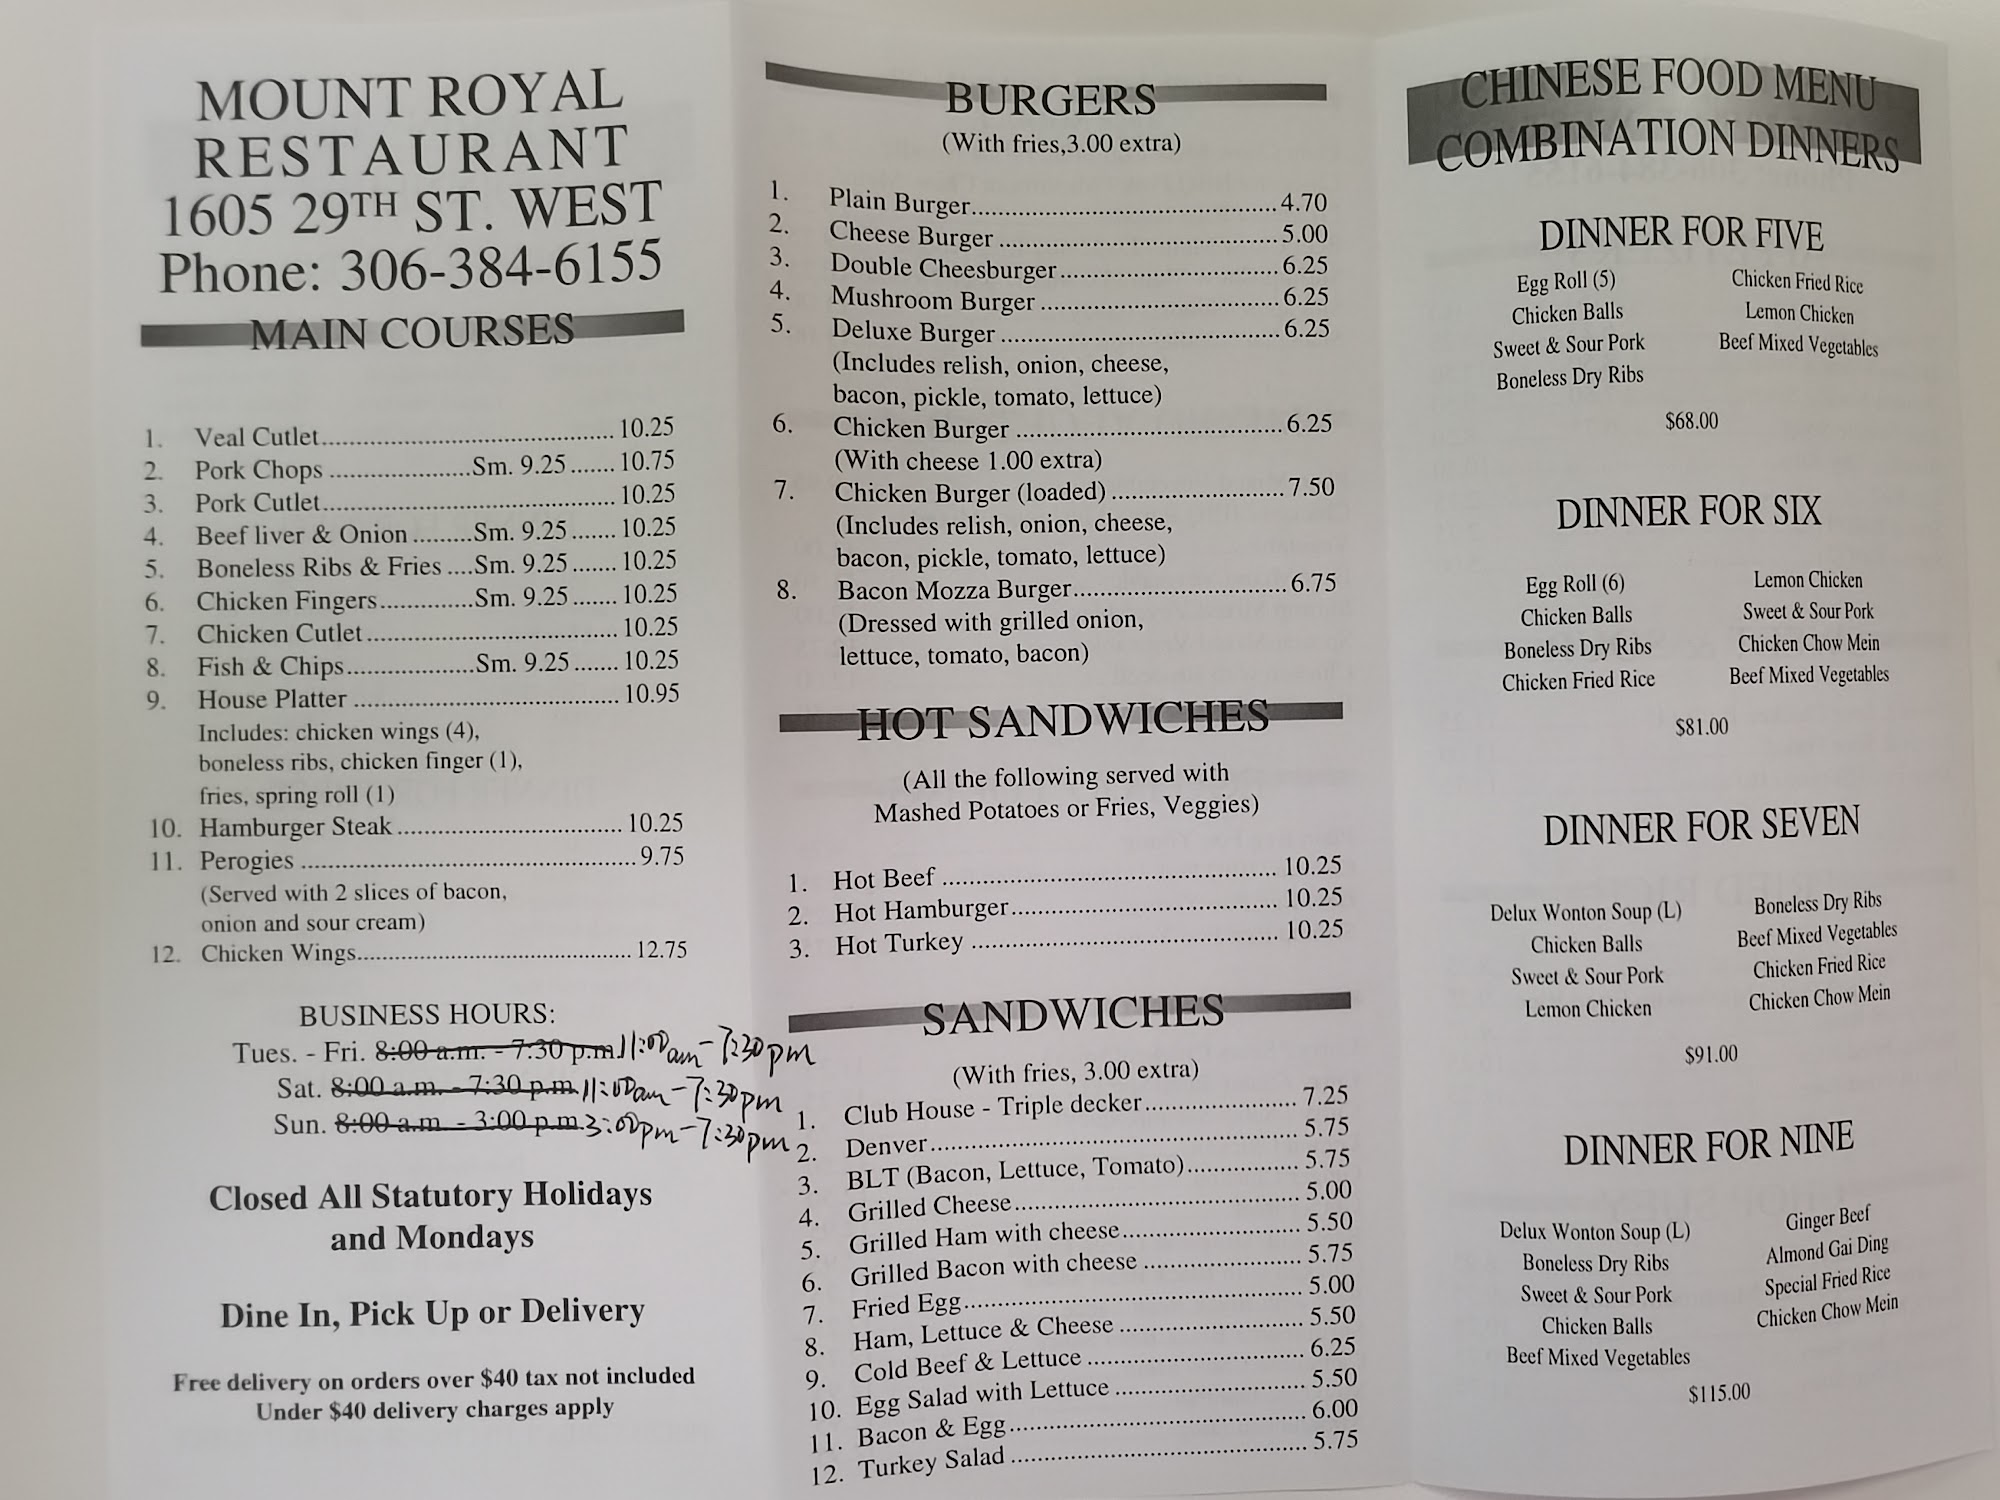 MOUNT ROYAL
RESTAURANT
1605 29TH ST. WEST
Phone: 306-384-6155
MAIN COURSES
1. Veal Cutlet.......... 10.25
2. Pork Chops ..........Sm. 9.25....... 10.75
3. Pork Cutlet.......... 10.25
4. Beef liver & Onion .........Sm. 9.25....... 10.25
5. Boneless Ribs & Fries ....Sm. 9.25....... 10.25
6. Chicken Fingers..........Sm. 9.25....... 10.25
7. Chicken Cutlet.......... 10.25
8. Fish & Chips..........Sm. 9.25....... 10.25
9. House Platter .......... 10.95
Includes: chicken wings (4),
boneless ribs, chicken finger (1),
fries, spring roll (1)
10. Hamburger Steak.......... 10.25
11. Perogies .......... 9.75
(Served with 2 slices of bacon,
onion and sour cream)
12. Chicken Wings.......... 12.75
BUSINESS HOURS:
Tues. - Fri. 8:00 a.m. - 7:30 p.m. 11:00am-7:30pm
Sat. 8:00 a.m. - 7:30 p.m. 11:00am-7:30pm
Sun. 8:00 a.m. - 3:00 p.m. 3:00pm-7:30pm
Closed All Statutory Holidays
and Mondays
Dine In, Pick Up or Delivery
Free delivery on orders over $40 tax not included
Under $40 delivery charges apply
BURGERS
(With fries,3.00 extra)
1. Plain Burger.......... 4.70
2. Cheese Burger .......... 5.00
3. Double Cheesburger.......... 6.25
4. Mushroom Burger .......... 6.25
5. Deluxe Burger .......... 6.25
(Includes relish, onion, cheese,
bacon, pickle, tomato, lettuce)
6. Chicken Burger .......... 6.25
(With cheese 1.00 extra)
7. Chicken Burger (loaded) .......... 7.50
(Includes relish, onion, cheese,
bacon, pickle, tomato, lettuce)
8. Bacon Mozza Burger.......... 6.75
(Dressed with grilled onion,
lettuce, tomato, bacon)
HOT SANDWICHES
(All the following served with
Mashed Potatoes or Fries, Veggies)
1. Hot Beef .......... 10.25
2. Hot Hamburger.......... 10.25
3. Hot Turkey .......... 10.25
SANDWICHES
(With fries, 3.00 extra)
1. Club House - Triple decker.......... 7.25
2. Denver.......... 5.75
3. BLT (Bacon, Lettuce, Tomato).......... 5.75
4. Grilled Cheese.......... 5.00
5. Grilled Ham with cheese.......... 5.50
6. Grilled Bacon with cheese .......... 5.75
7. Fried Egg.......... 5.00
8. Ham, Lettuce & Cheese .......... 5.50
9. Cold Beef & Lettuce .......... 6.25
10. Egg Salad with Lettuce .......... 5.50
11. Bacon & Egg.......... 6.00
12. Turkey Salad .......... 5.75
CHINESE FOOD MENU
COMBINATION DINNERS
DINNER FOR FIVE
Egg Roll (5) Chicken Fried Rice
Chicken Balls Lemon Chicken
Sweet & Sour Pork Beef Mixed Vegetables
Boneless Dry Ribs
$68.00
DINNER FOR SIX
Egg Roll (6) Lemon Chicken
Chicken Balls Sweet & Sour Pork
Boneless Dry Ribs Chicken Chow Mein
Chicken Fried Rice Beef Mixed Vegetables
$81.00
DINNER FOR SEVEN
Delux Wonton Soup (L) Boneless Dry Ribs
Chicken Balls Beef Mixed Vegetables
Sweet & Sour Pork Chicken Fried Rice
Lemon Chicken Chicken Chow Mein
$91.00
DINNER FOR NINE
Delux Wonton Soup (L) Ginger Beef
Boneless Dry Ribs Almond Gai Ding
Sweet & Sour Pork Special Fried Rice
Chicken Balls Chicken Chow Mein
Beef Mixed Vegetables
$115.00